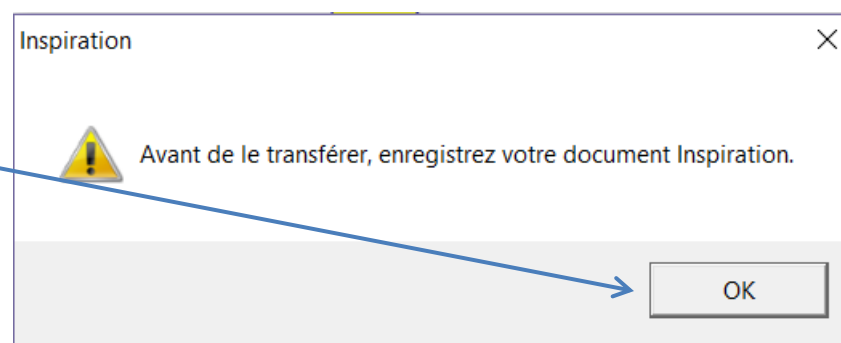 Inspiration
Avant de le transférer, enregistrez votre document Inspiration.
OK